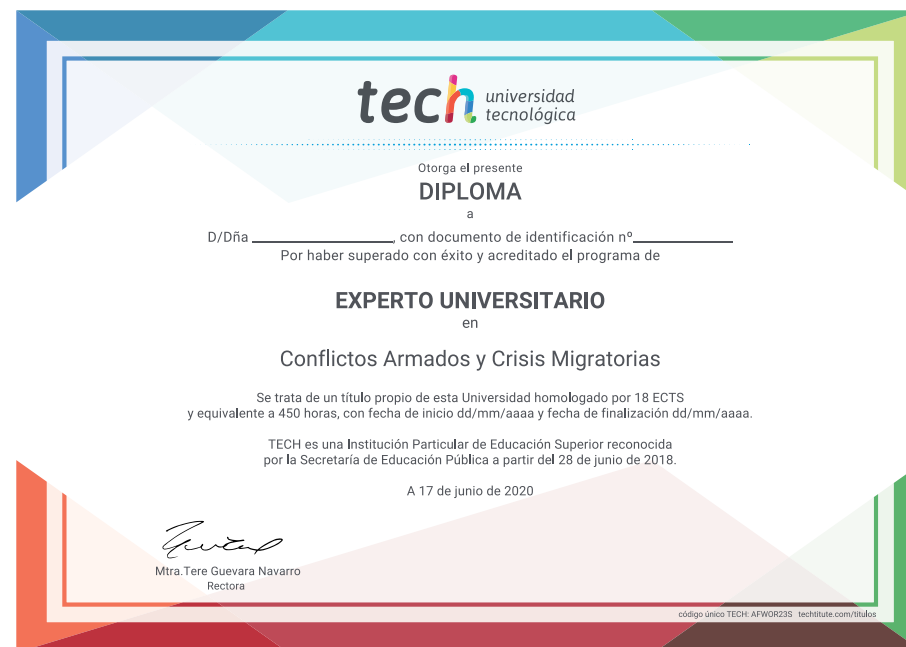 tech universidad
tecnológica
Otorga el presente
DIPLOMA
a
D/Dña ____________________, con documento de identificación nº______________
Por haber superado con éxito y acreditado el programa de
EXPERTO UNIVERSITARIO
en
Conflictos Armados y Crisis Migratorias
Se trata de un título propio de esta Universidad homologado por 18 ECTS
y equivalente a 450 horas, con fecha de inicio dd/mm/aaaa y fecha de finalización dd/mm/aaaa.
TECH es una Institución Particular de Educación Superior reconocida
por la Secretaría de Educación Pública a partir del 28 de junio de 2018.
A 17 de junio de 2020
Mtra.Tere Guevara Navarro
Rectora
código único TECH: AFWOR23S techtitute.com/titulos